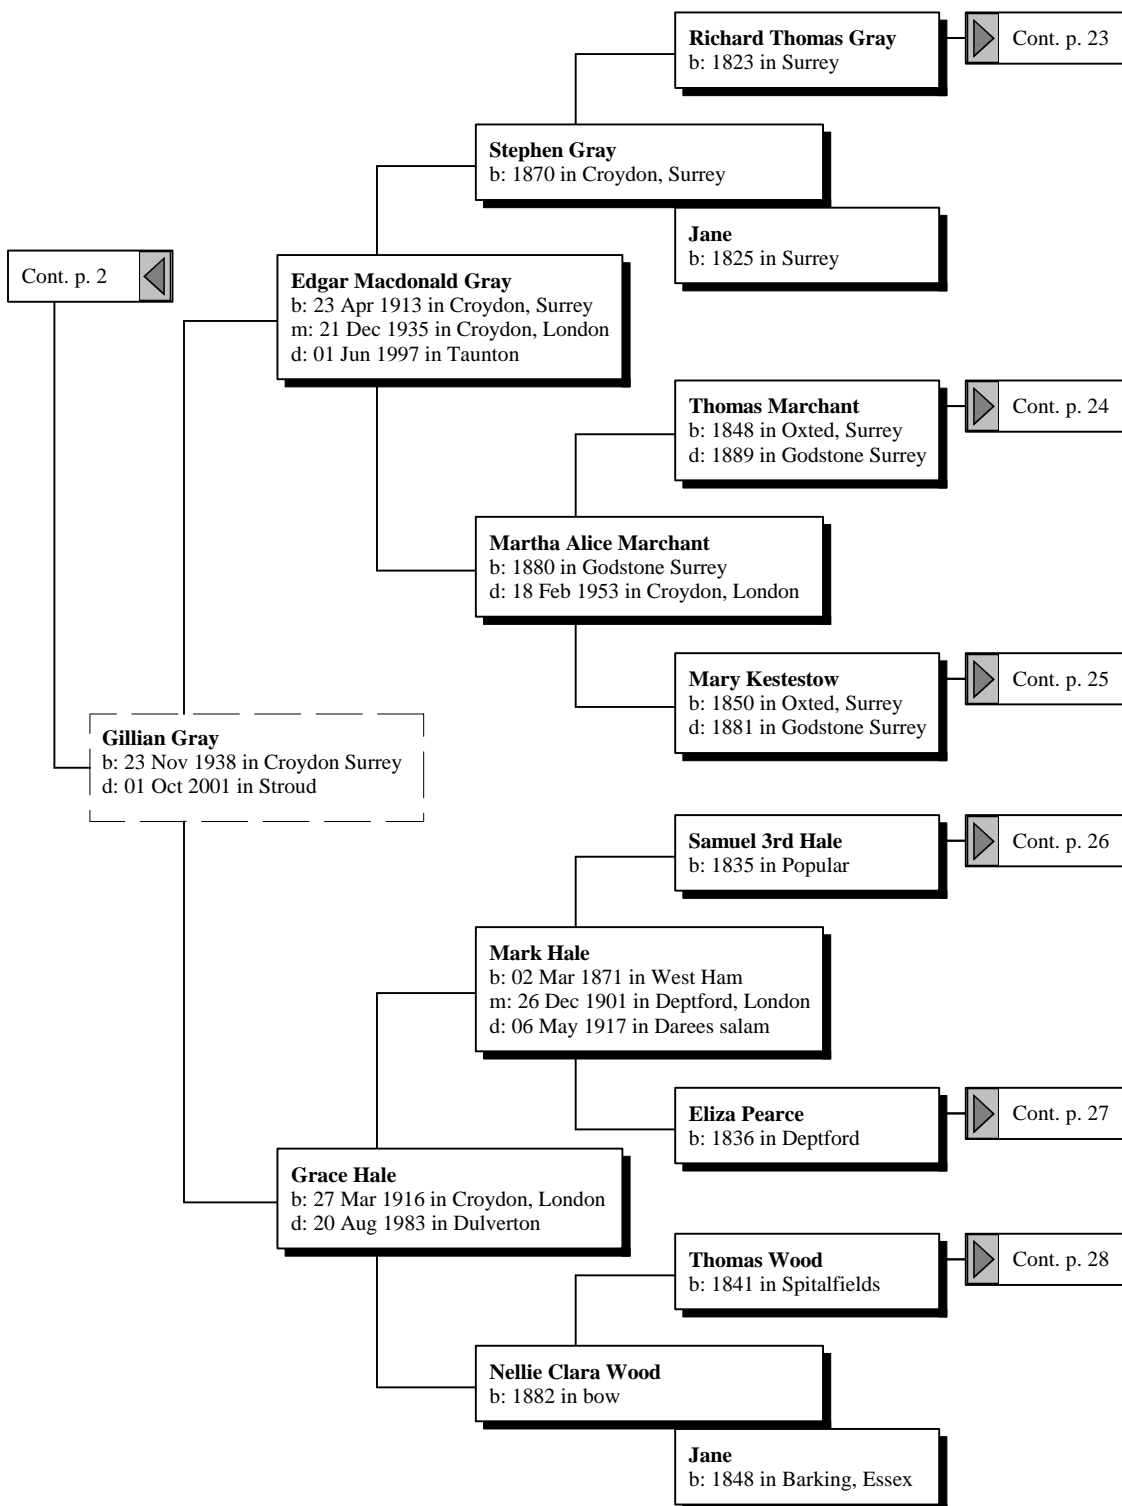 Richard Thomas Gray
b: 1823 in Surrey
Cont. p. 23
Stephen Gray
b: 1870 in Croydon, Surrey
Jane
b: 1825 in Surrey
Cont. p. 2
Edgar Macdonald Gray
b: 23 Apr 1913 in Croydon, Surrey
m: 21 Dec 1935 in Croydon, London
d: 01 Jun 1997 in Taunton
Thomas Marchant
b: 1848 in Oxted, Surrey
d: 1889 in Godstone Surrey
Cont. p. 24
Martha Alice Marchant
b: 1880 in Godstone Surrey
d: 18 Feb 1953 in Croydon, London
Mary Kestestow
b: 1850 in Oxted, Surrey
d: 1881 in Godstone Surrey
Cont. p. 25
Gillian Gray
b: 23 Nov 1938 in Croydon Surrey
d: 01 Oct 2001 in Stroud
Samuel 3rd Hale
b: 1835 in Popular
Cont. p. 26
Mark Hale
b: 02 Mar 1871 in West Ham
m: 26 Dec 1901 in Deptford, London
d: 06 May 1917 in Darees salam
Eliza Pearce
b: 1836 in Deptford
Cont. p. 27
Grace Hale
b: 27 Mar 1916 in Croydon, London
d: 20 Aug 1983 in Dulverton
Thomas Wood
b: 1841 in Spitalfields
Cont. p. 28
Nellie Clara Wood
b: 1882 in bow
Jane
b: 1848 in Barking, Essex